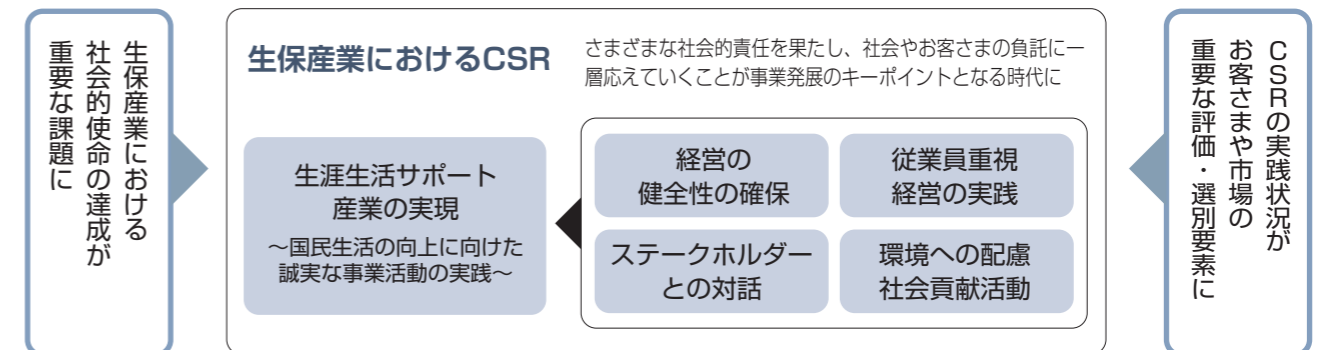 生保産業における
社会的使命の達成が
重要な課題に
生保産業におけるCSR
さまざまな社会的責任を果たし、社会やお客さまの負託に一
層応えていくことが事業発展のキーポイントとなる時代に
生涯生活サポート
産業の実現
～国民生活の向上に向けた
誠実な事業活動の実践～
経営の
健全性の確保
従業員重視
経営の実践
ステークホルダー
との対話
環境への配慮
社会貢献活動
CSRの実践状況が
お客さまや市場の
重要な評価・選別要素に